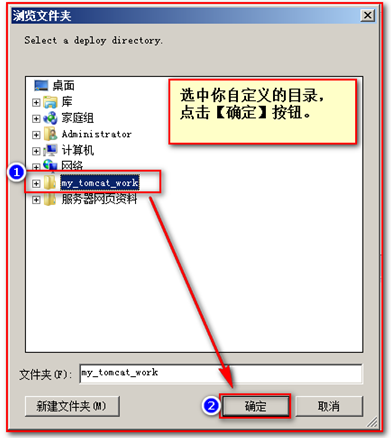 浏览文件夹
Select a deploy directory.
桌面
库
家庭组
Administrator
计算机
网络
my_tomcat_work
服务器网页资料
选中你自定义的目录，
点击【确定】按钮。
1
文件夹(F): my_tomcat_work
2
新建文件夹(M) 确定 取消